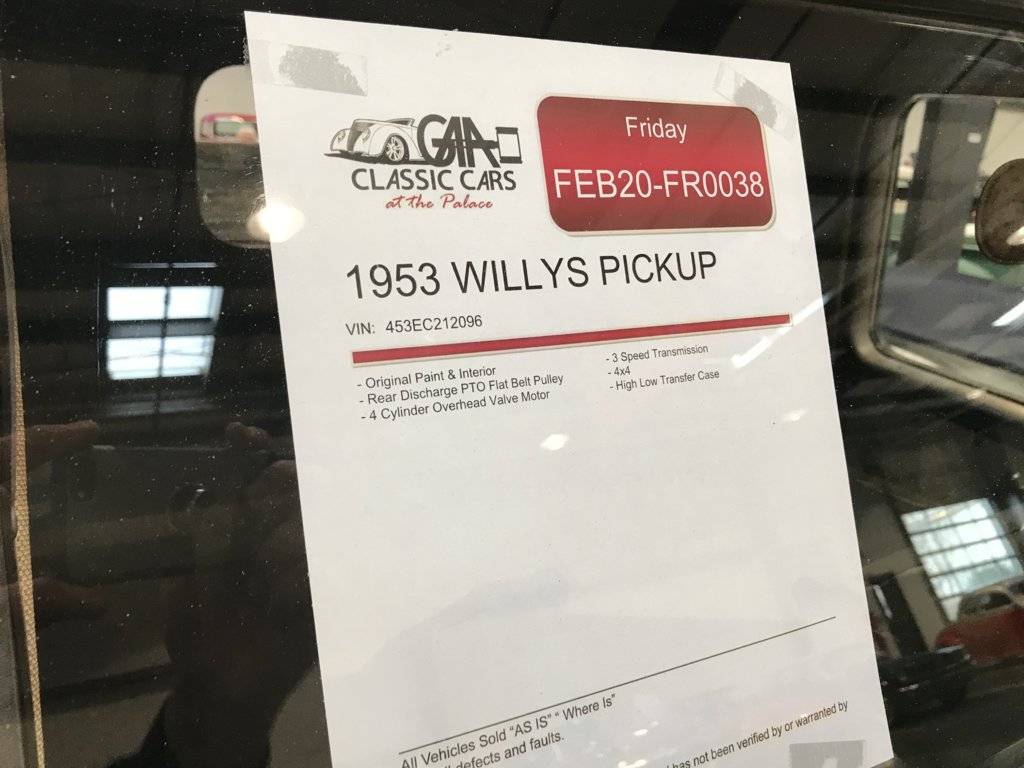 GAA
CLASSIC CARS
at the Palace
Friday
FEB20-FR0038
1953 WILLYS PICKUP
VIN: 453EC212096
- Original Paint & Interior
- Rear Discharge PTO Flat Belt Pulley
- 4 Cylinder Overhead Valve Motor
- 3 Speed Transmission
- 4x4
- High Low Transfer Case
All Vehicles Sold "AS IS" " Where Is"
defects and faults.
has not been verified by or warranted by